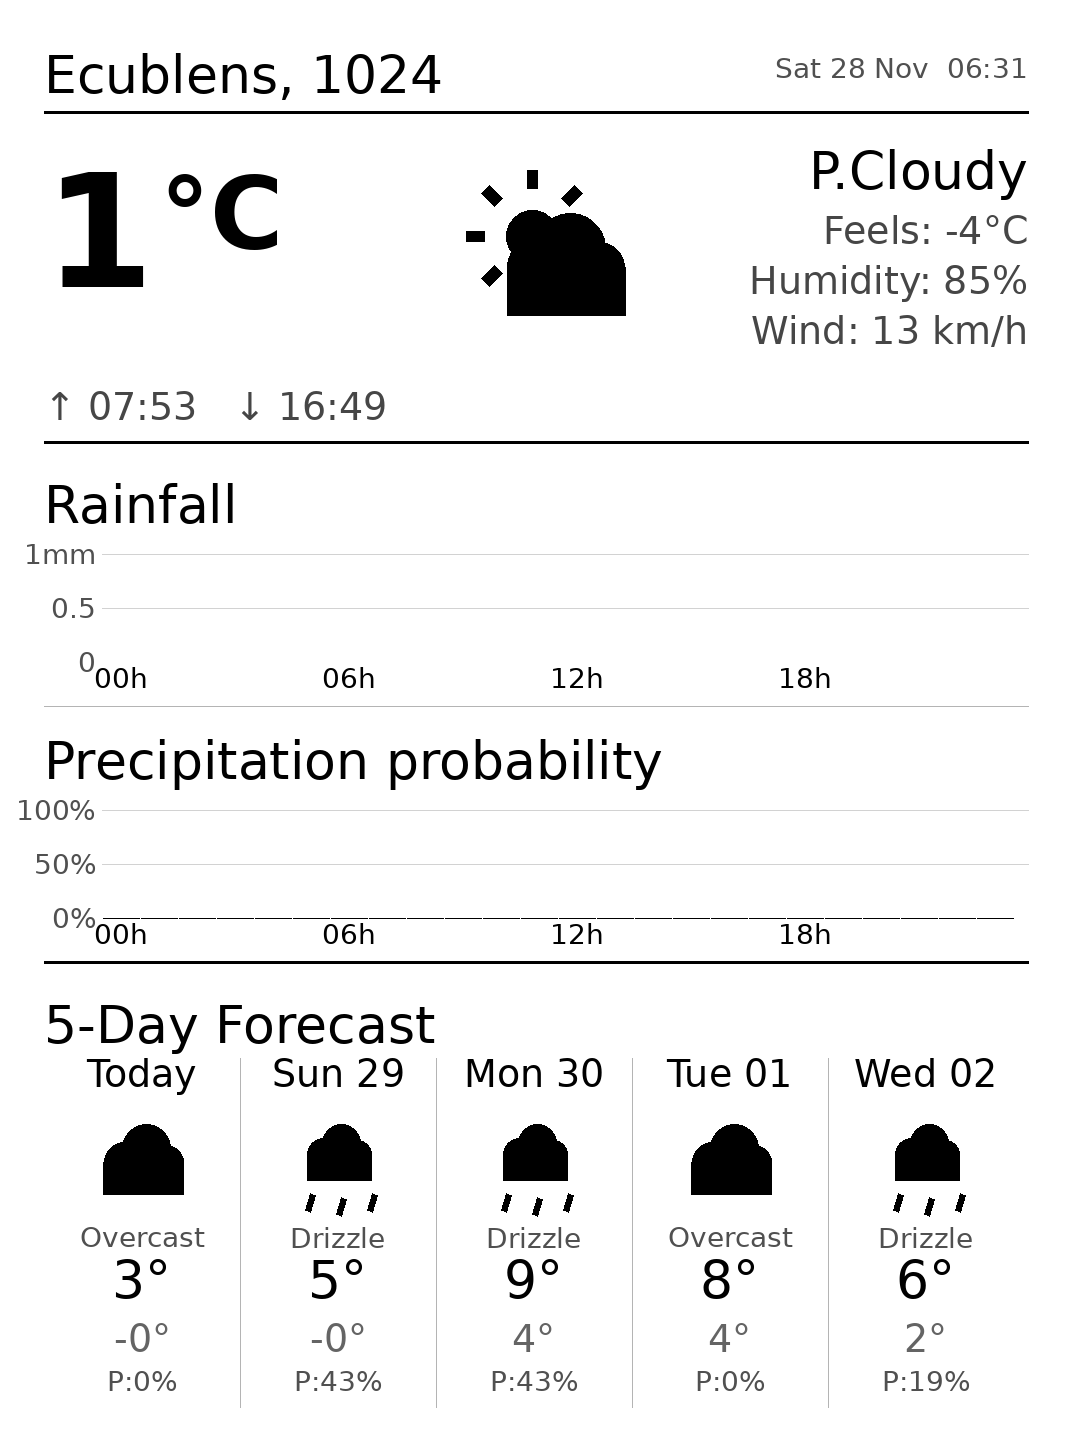 Ecublens, 1024
Sat 28 Nov  06:31
1 °C
P.Cloudy
Feels: -4°C
Humidity: 85%
Wind: 13 km/h
↑ 07:53   ↓ 16:49
Rainfall
1mm
0.5
0
00h 06h 12h 18h
Precipitation probability
100%
50%
0%
00h 06h 12h 18h
5-Day Forecast
Today Sun 29 Mon 30 Tue 01 Wed 02
Overcast Drizzle Drizzle Overcast Drizzle
3° 5° 9° 8° 6°
-0° -0° 4° 4° 2°
P:0% P:43% P:43% P:0% P:19%